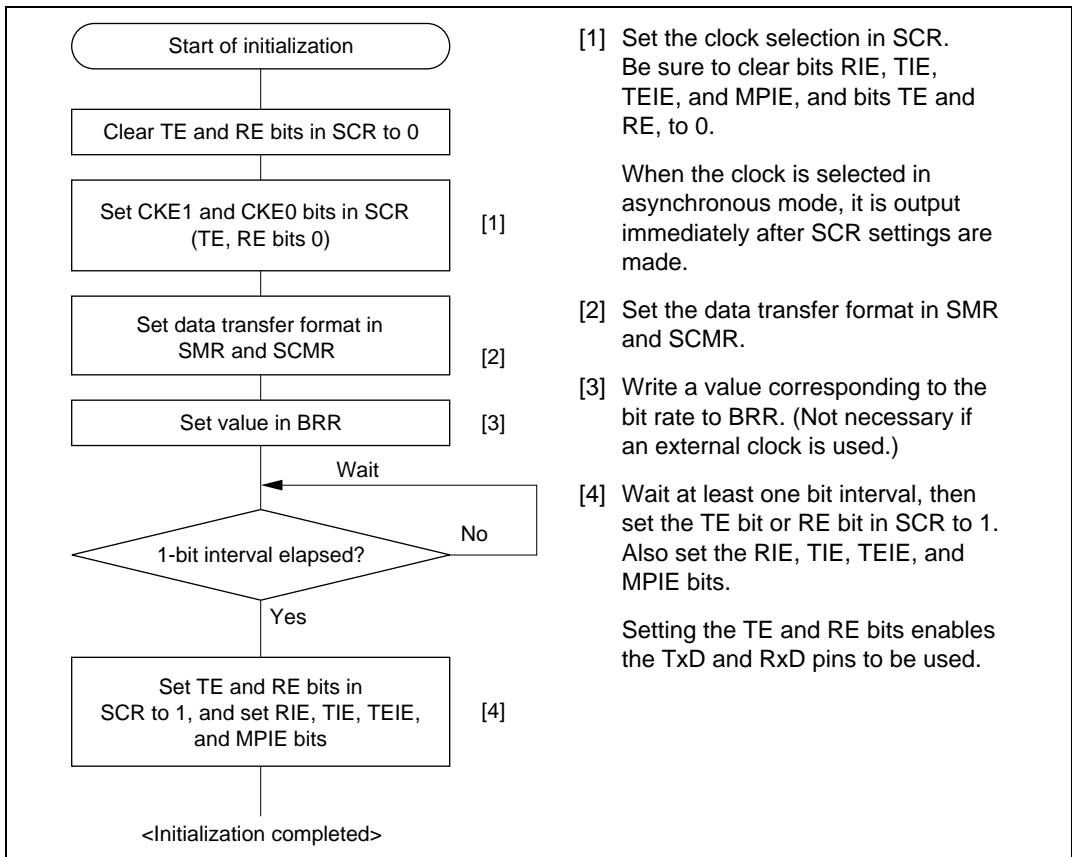 Start of initialization
Clear TE and RE bits in SCR to 0
Set CKE1 and CKE0 bits in SCR
(TE, RE bits 0)
[1]
Set data transfer format in
SMR and SCMR
[2]
Set value in BRR
[3]
Wait
No
1-bit interval elapsed?
Yes
Set TE and RE bits in
SCR to 1, and set RIE, TIE, TEIE,
and MPIE bits
[4]
<Initialization completed>
[1] Set the clock selection in SCR.
Be sure to clear bits RIE, TIE,
TEIE, and MPIE, and bits TE and
RE, to 0.
When the clock is selected in
asynchronous mode, it is output
immediately after SCR settings are
made.
[2] Set the data transfer format in SMR
and SCMR.
[3] Write a value corresponding to the
bit rate to BRR. (Not necessary if
an external clock is used.)
[4] Wait at least one bit interval, then
set the TE bit or RE bit in SCR to 1.
Also set the RIE, TIE, TEIE, and
MPIE bits.
Setting the TE and RE bits enables
the TxD and RxD pins to be used.